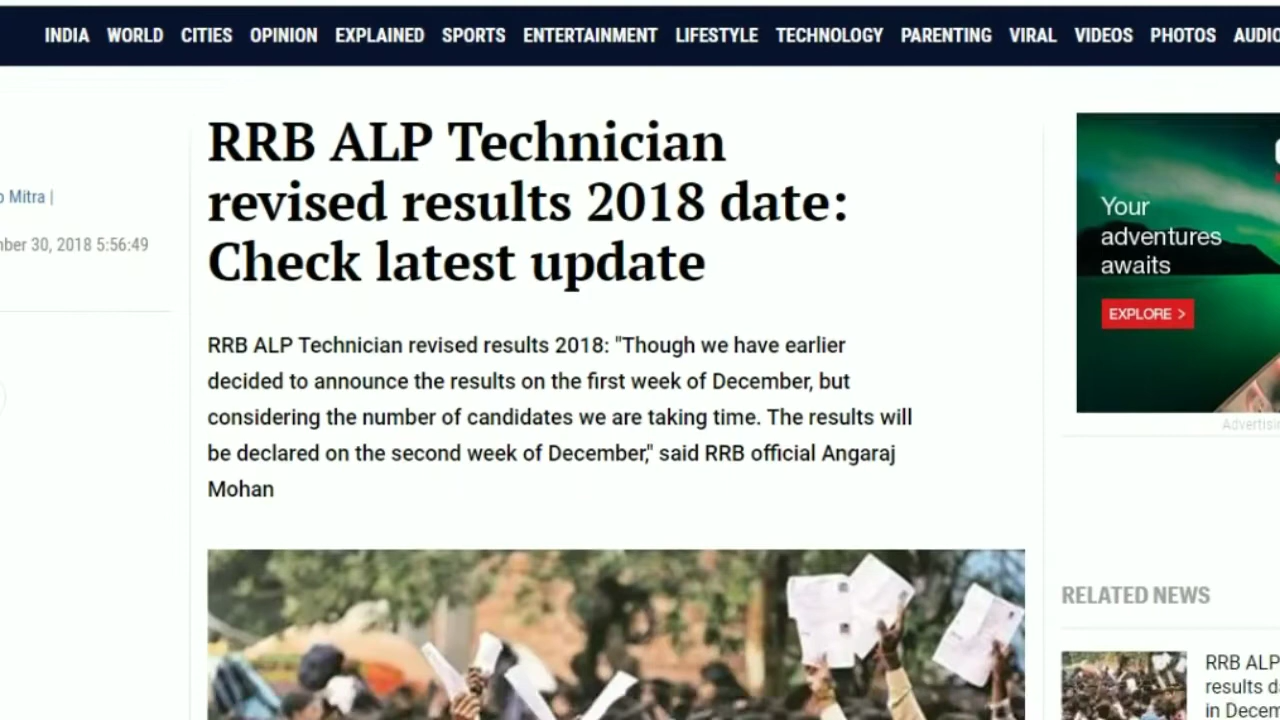 INDIA WORLD CITIES OPINION EXPLAINED SPORTS ENTERTAINMENT LIFESTYLE TECHNOLOGY PARENTING VIRAL VIDEOS PHOTOS
RRB ALP Technician
revised results 2018 date:
Check latest update
Mitra |
30, 2018 5:56:49
RRB ALP Technician revised results 2018: "Though we have earlier
decided to announce the results on the first week of December, but
considering the number of candidates we are taking time. The results will
be declared on the second week of December," said RRB official Angaraj
Mohan
Your
adventures
awaits
EXPLORE >
RELATED NEWS
RRB ALP
results
in